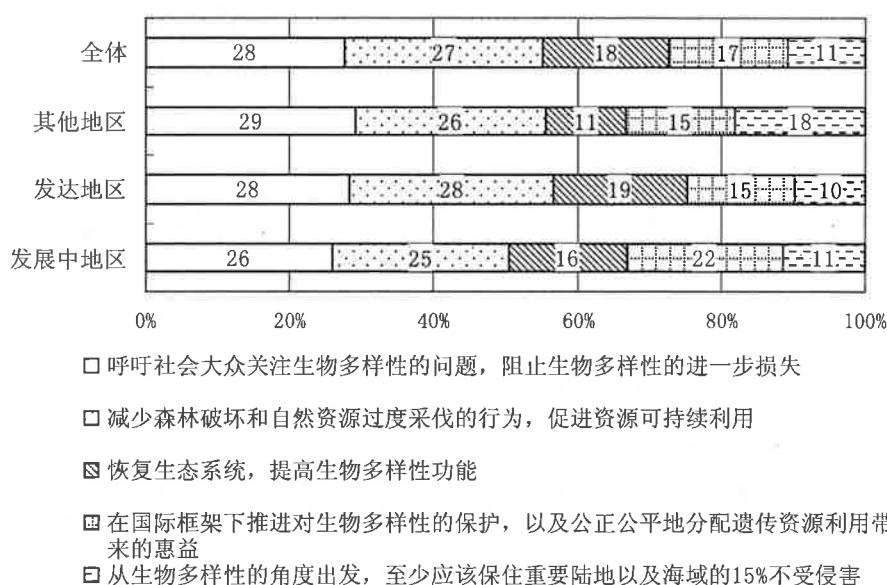 全体 28 27 18 17 11
其他地区 29 26 11 15 18
发达地区 28 28 19 15 10
发展中地区 26 25 16 22 11
0% 20% 40% 60% 80% 100%
呼吁社会大众关注生物多样性的问题，阻止生物多样性的进一步损失
减少森林破坏和自然资源过度采伐的行为，促进资源可持续利用
恢复生态系统，提高生物多样性功能
在国际框架下推进对生物多样性的保护，以及公正公平地分配遗传资源利用带
来的惠益
从生物多样性的角度出发，至少应该保住重要陆地以及海域的15%不受侵害